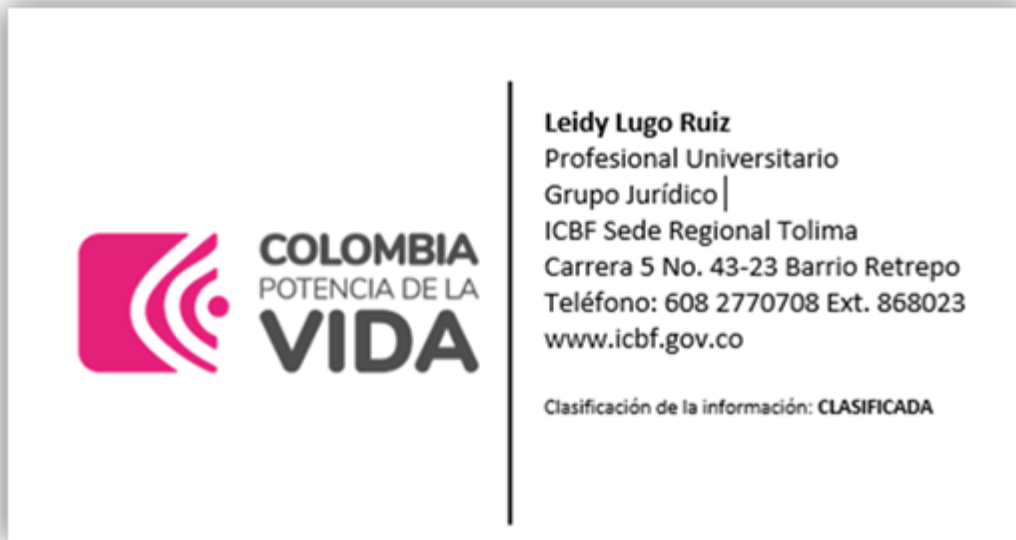 COLOMBIA
POTENCIA DE LA
VIDA
Leidy Lugo Ruiz
Profesional Universitario
Grupo Jurídico
ICBF Sede Regional Tolima
Carrera 5 No. 43-23 Barrio Retrepo
Teléfono: 608 2770708 Ext. 868023
www.icbf.gov.co
Clasificación de la información: CLASIFICADA